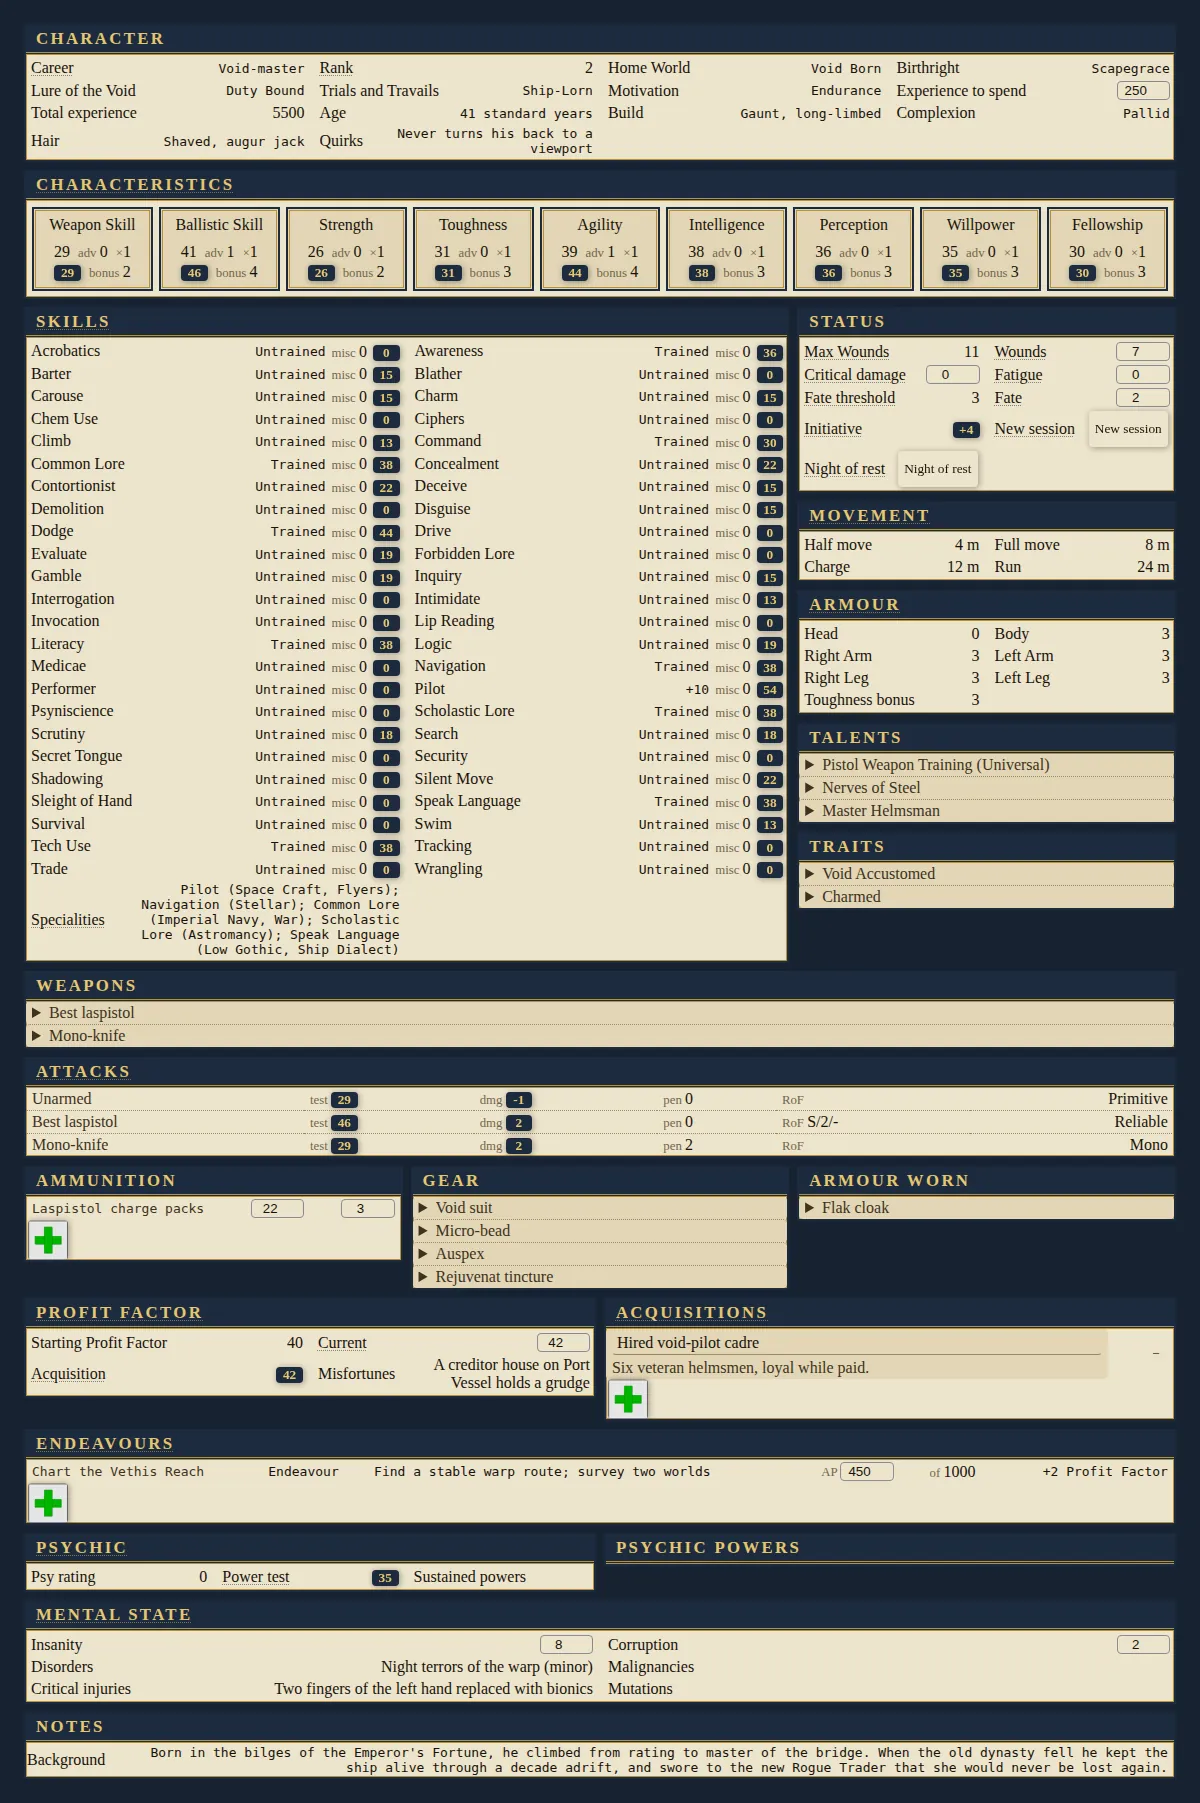 CHARACTER
Career Void-master Rank 2 Home World Void Born Birthright Scapegrace
Lure of the Void Duty Bound Trials and Travails Ship-Lorn Motivation Endurance Experience to spend 250
Total experience 5500 Age 41 standard years Build Gaunt, long-limbed Complexion Pallid
Hair Shaved, augur jack Quirks Never turns his back to a
viewport
CHARACTERISTICS
Weapon Skill Ballistic Skill Strength Toughness Agility Intelligence Perception Willpower Fellowship
29 adv 0 ×1 41 adv 1 ×1 26 adv 0 ×1 31 adv 0 ×1 39 adv 1 ×1 38 adv 0 ×1 36 adv 0 ×1 35 adv 0 ×1 30 adv 0 ×1
29 bonus 2 46 bonus 4 26 bonus 2 31 bonus 3 44 bonus 4 38 bonus 3 36 bonus 3 35 bonus 3 30 bonus 3
SKILLS
Acrobatics Untrained misc 0 0 Awareness Trained misc 0 36
Barter Untrained misc 0 15 Blather Untrained misc 0 0
Carouse Untrained misc 0 15 Charm Untrained misc 0 15
Chem Use Untrained misc 0 0 Ciphers Untrained misc 0 0
Climb Untrained misc 0 13 Command Trained misc 0 30
Common Lore Trained misc 0 38 Concealment Untrained misc 0 22
Contortionist Untrained misc 0 22 Deceive Untrained misc 0 15
Demolition Untrained misc 0 0 Disguise Untrained misc 0 15
Dodge Trained misc 0 44 Drive Untrained misc 0 0
Evaluate Untrained misc 0 19 Forbidden Lore Untrained misc 0 0
Gamble Untrained misc 0 19 Inquiry Untrained misc 0 15
Interrogation Untrained misc 0 0 Intimidate Untrained misc 0 13
Invocation Untrained misc 0 0 Lip Reading Untrained misc 0 0
Literacy Trained misc 0 38 Logic Untrained misc 0 19
Medicae Untrained misc 0 0 Navigation Trained misc 0 38
Performer Untrained misc 0 0 Pilot +10 misc 0 54
Psyniscience Untrained misc 0 0 Scholastic Lore Trained misc 0 38
Scrutiny Untrained misc 0 18 Search Untrained misc 0 18
Secret Tongue Untrained misc 0 0 Security Untrained misc 0 0
Shadowing Untrained misc 0 0 Silent Move Untrained misc 0 22
Sleight of Hand Untrained misc 0 0 Speak Language Trained misc 0 38
Survival Untrained misc 0 0 Swim Untrained misc 0 13
Tech Use Trained misc 0 38 Tracking Untrained misc 0 0
Trade Untrained misc 0 0 Wrangling Untrained misc 0 0
Specialities Pilot (Space Craft, Flyers);
Navigation (Stellar); Common Lore
(Imperial Navy, War); Scholastic
Lore (Astromancy); Speak Language
(Low Gothic, Ship Dialect)
STATUS
Max Wounds 11 Wounds 7
Critical damage 0 Fatigue 0
Fate threshold 3 Fate 2
Initiative +4 New session New session
Night of rest Night of rest
MOVEMENT
Half move 4 m Full move 8 m
Charge 12 m Run 24 m
ARMOUR
Head 0 Body 3
Right Arm 3 Left Arm 3
Right Leg 3 Left Leg 3
Toughness bonus 3
TALENTS
Pistol Weapon Training (Universal)
Nerves of Steel
Master Helmsman
TRAITS
Void Accustomed
Charmed
WEAPONS
Best laspistol
Mono-knife
ATTACKS
Unarmed test 29 dmg -1 pen 0 RoF Primitive
Best laspistol test 46 dmg 2 pen 0 RoF S/2/- Reliable
Mono-knife test 29 dmg 2 pen 2 RoF Mono
AMMUNITION
Laspistol charge packs 22 3
GEAR
Void suit
Micro-bead
Auspex
Rejuvenat tincture
ARMOUR WORN
Flak cloak
PROFIT FACTOR
Starting Profit Factor 40 Current 42
Acquisition 42 Misfortunes A creditor house on Port
Vessel holds a grudge
ACQUISITIONS
Hired void-pilot cadre –
Six veteran helmsmen, loyal while paid.
ENDEAVOURS
Chart the Vethis Reach Endeavour Find a stable warp route; survey two worlds AP 450 of 1000 +2 Profit Factor
PSYCHIC
Psy rating 0 Power test 35 Sustained powers
PSYCHIC POWERS
MENTAL STATE
Insanity 8 Corruption 2
Disorders Night terrors of the warp (minor) Malignancies
Critical injuries Two fingers of the left hand replaced with bionics Mutations
NOTES
Background Born in the bilges of the Emperor's Fortune, he climbed from rating to master of the bridge. When the old dynasty fell he kept the
ship alive through a decade adrift, and swore to the new Rogue Trader that she would never be lost again.